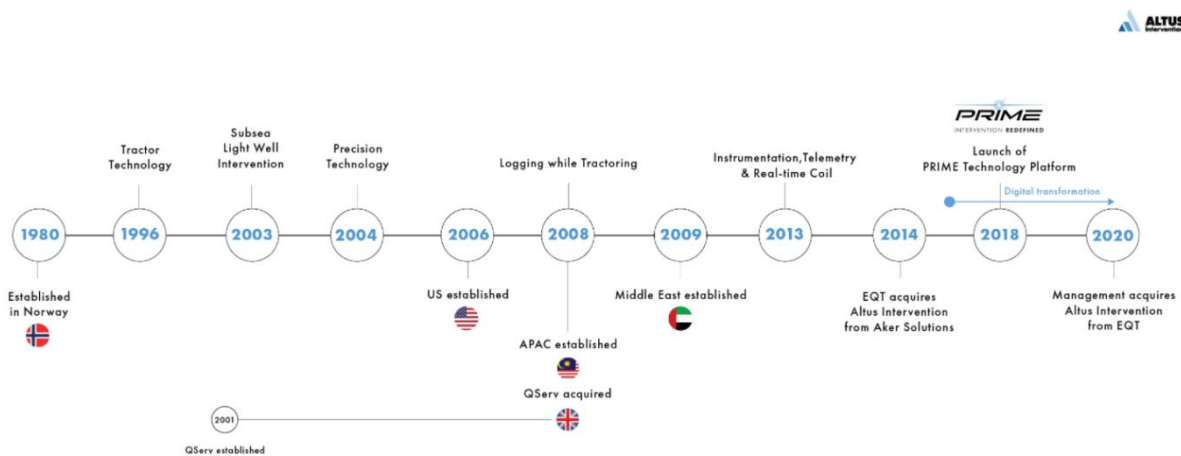 ALTUS
Intervention
PRIME
INTERVENTION REDEFINED
Tractor
Technology
Subsea
Light Well
Intervention
Precision
Technology
Logging while Tractoring
Instrumentation,Telemetry
& Real-time Coil
Launch of
PRIME Technology Platform
Digital transformation
1980
1996
2003
2004
2006
2008
2009
2013
2014
2018
2020
Established
in Norway
US established
Middle East established
EQT acquires
Altus Intervention
from Aker Solutions
Management acquires
Altus Intervention
from EQT
APAC established
QServ acquired
2001
QServ established